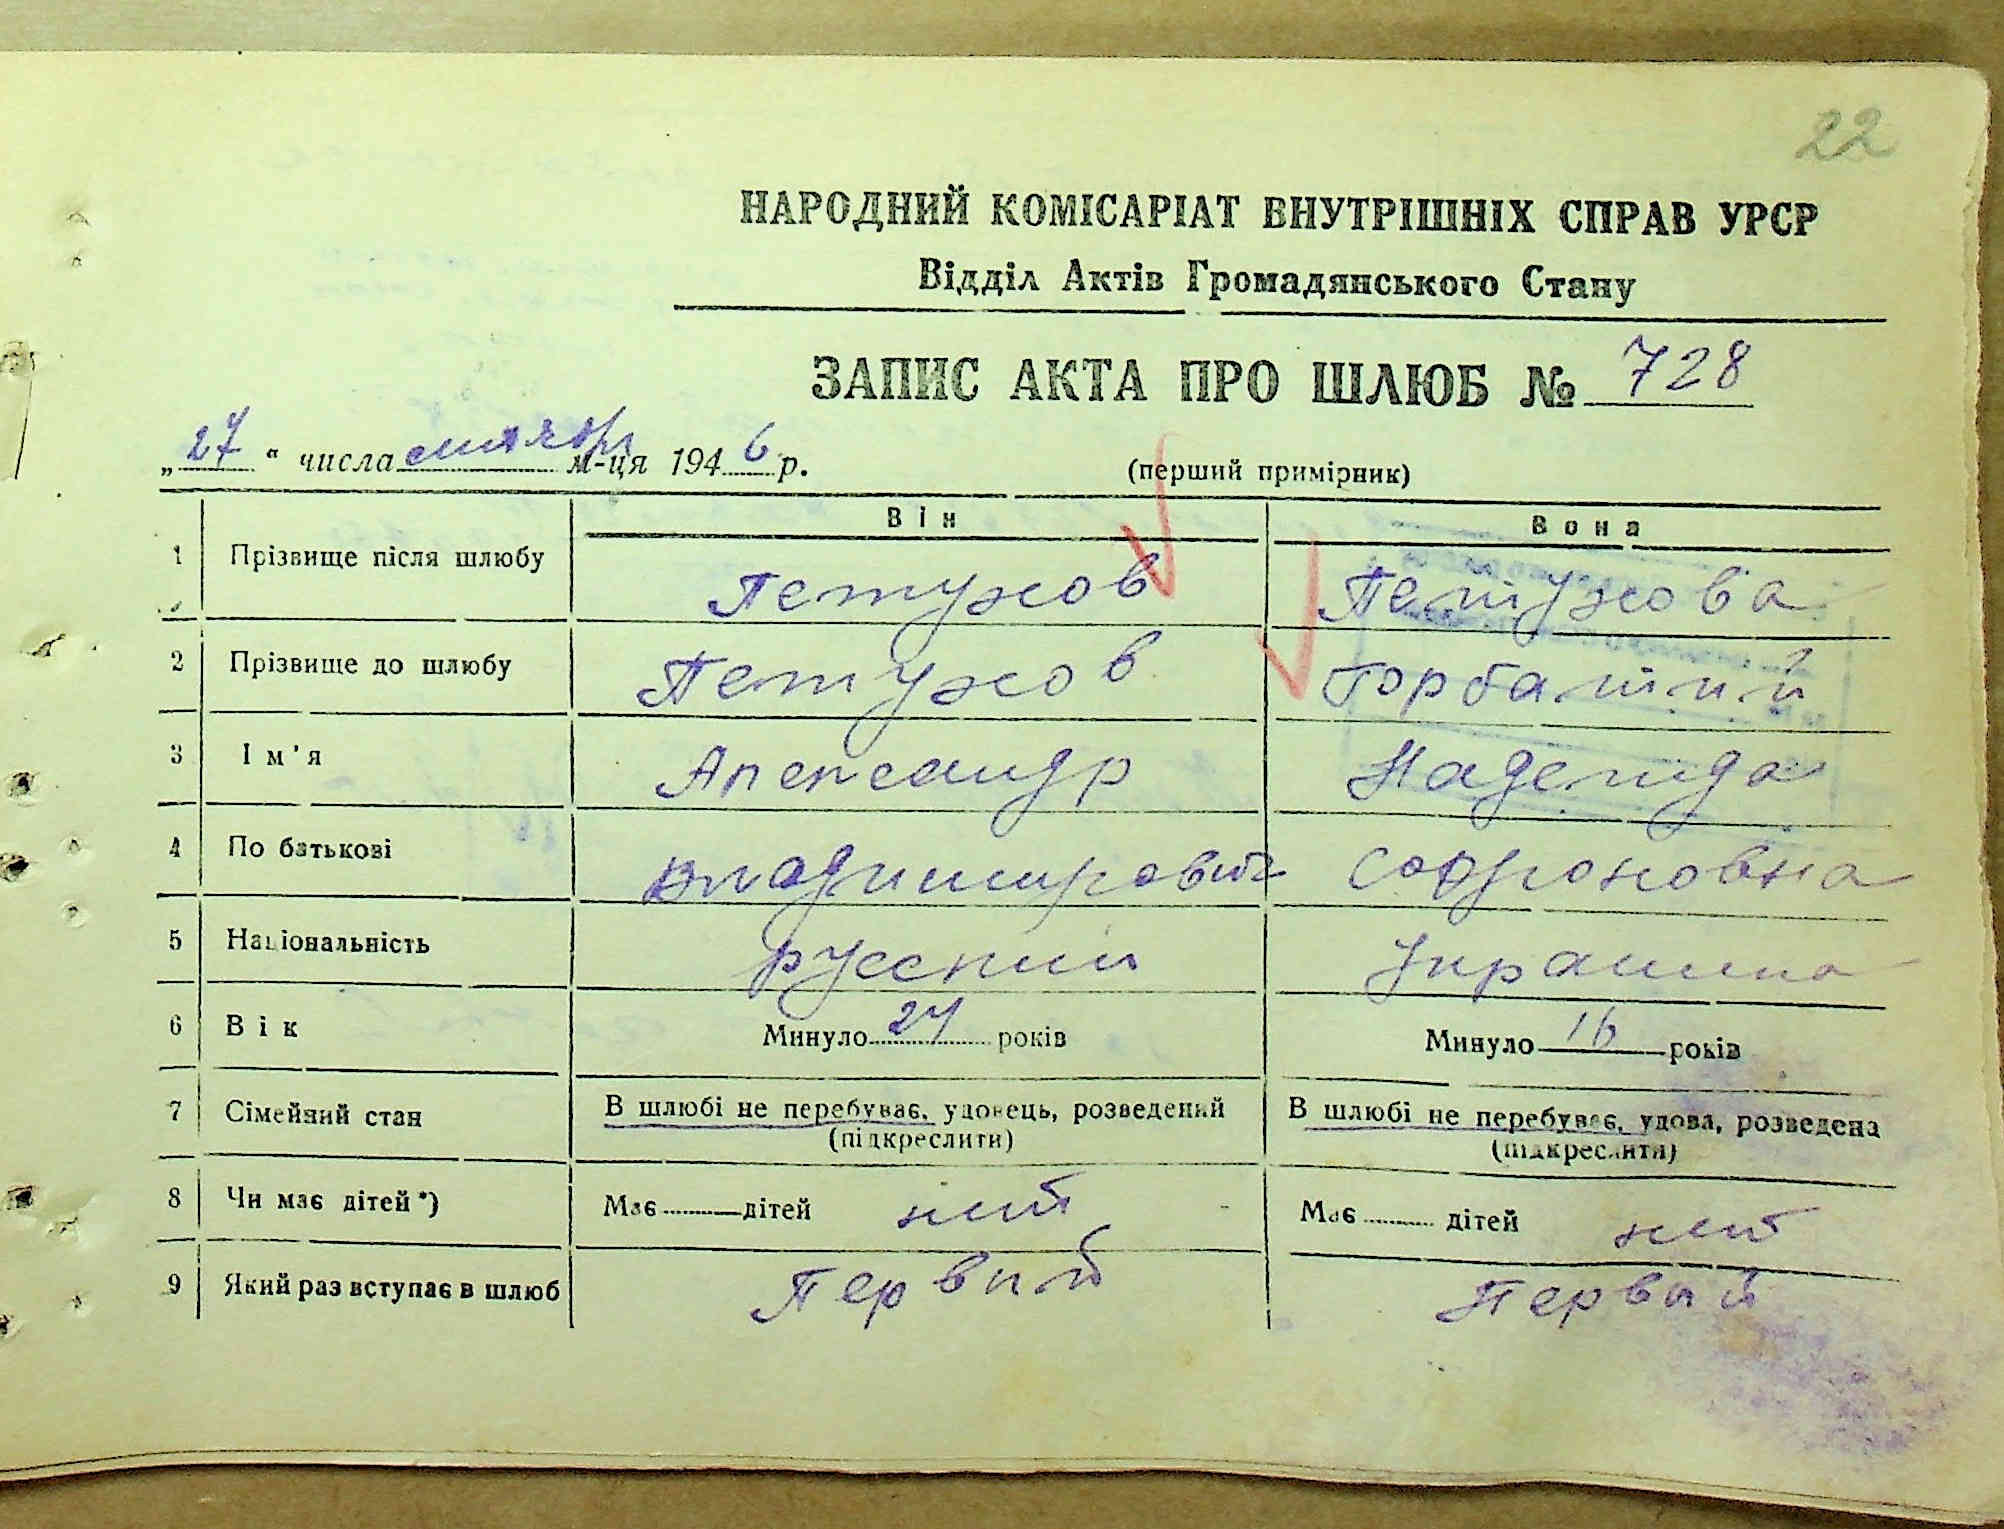 22
НАРОДНИЙ КОМІСАРІАТ ВНУТРІШНІХ СПРАВ УРСР
Відділ Актів Громадянського Стану
ЗАПИС АКТА ПРО ШЛЮБ № 728
„27“ числа м-ця 1946 р. (перший примірник)
Він Вона
1 Прізвище після шлюбу Петухов Петухова
2 Прізвище до шлюбу Петухов Горбатий
3 Ім'я Александр Надежда
4 По батькові Владимирович Софроновна
5 Національність русский Украинка
6 Вік Минуло 27 років Минуло 16 років
7 Сімейний стан В шлюбі не перебуває, удовець, розведений В шлюбі не перебуває, удова, розведена
(підкреслити) (підкреслити)
8 Чи має дітей *) Має дітей нет Має дітей нет
9 Який раз вступає в шлюб Первый Первый